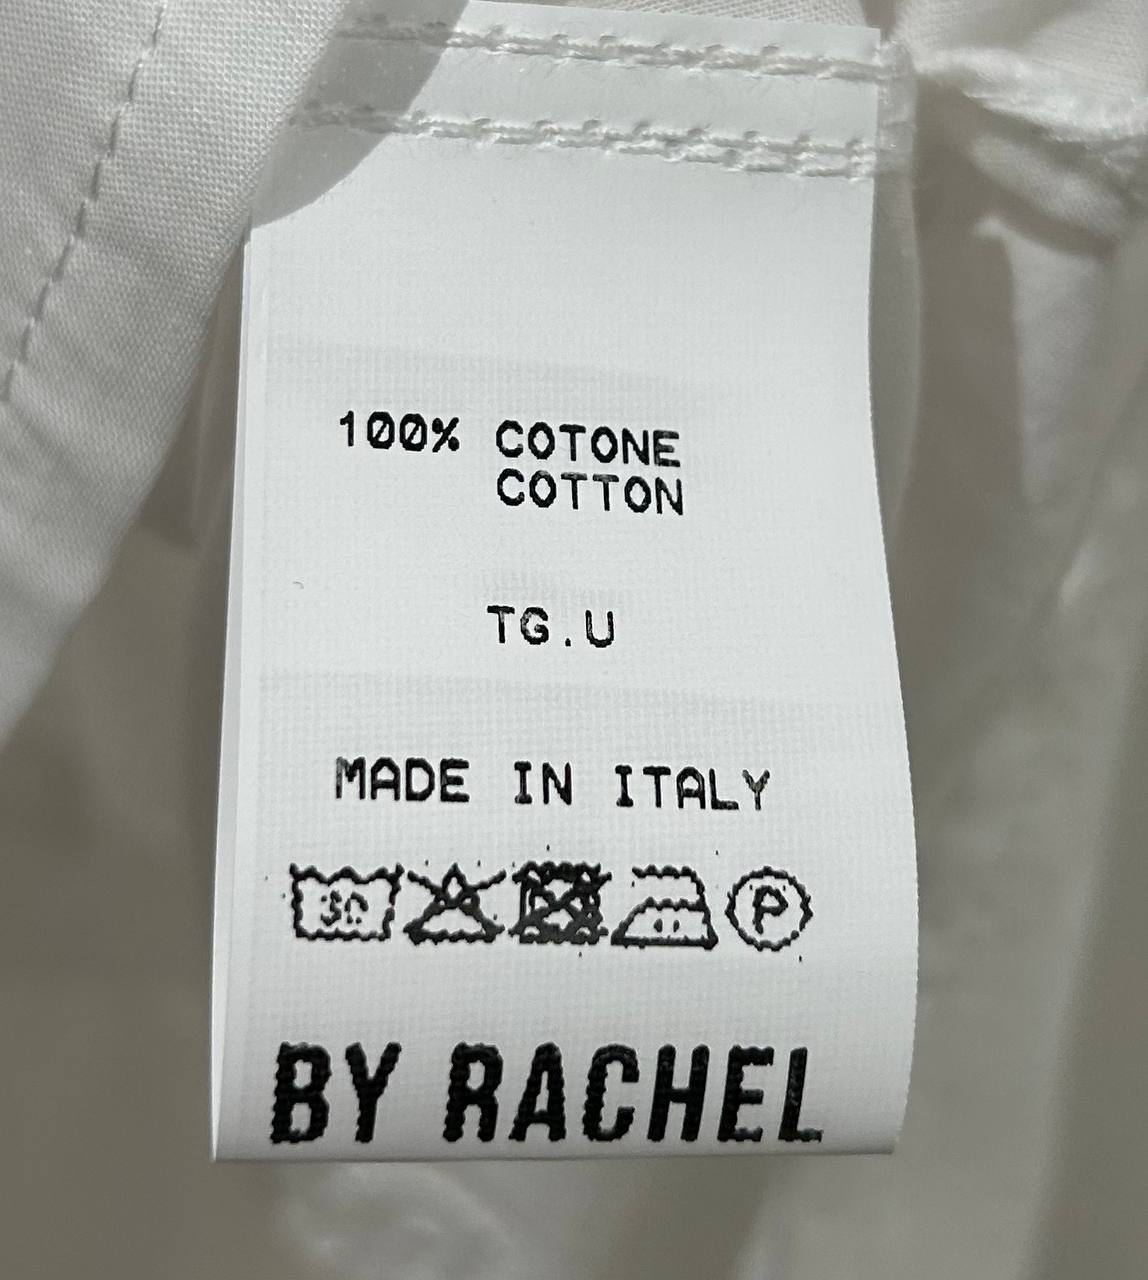 100% COTONE
COTTON
TG.U
MADE IN ITALY
30 P
BY RACHEL